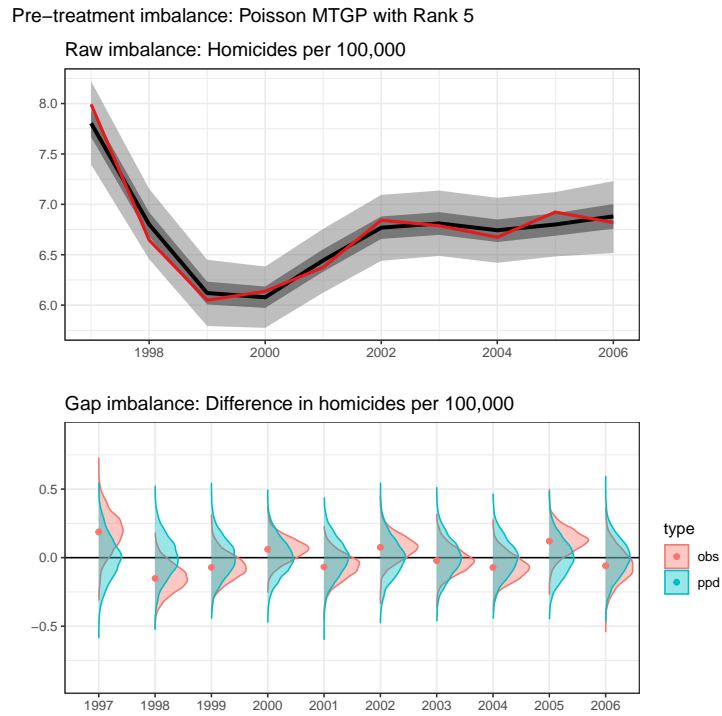 Pre−treatment imbalance: Poisson MTGP with Rank 5
Raw imbalance: Homicides per 100,000
8.0
7.5
7.0
6.5
6.0
1998 2000 2002 2004 2006
Gap imbalance: Difference in homicides per 100,000
0.5
0.0
−0.5
1997 1998 1999 2000 2001 2002 2003 2004 2005 2006
type
obs
ppd